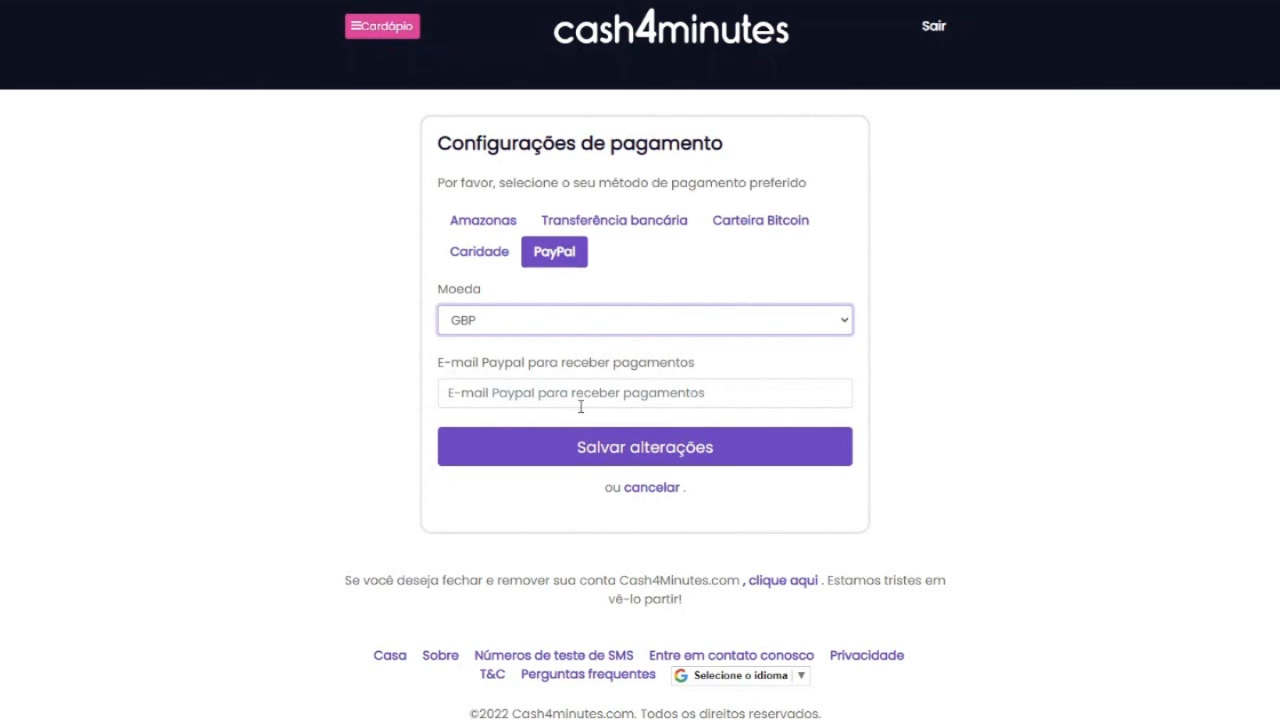 Cardápio
cash4minutes
Sair
Configurações de pagamento
Por favor, selecione o seu método de pagamento preferido
Amazonas Transferência bancária Carteira Bitcoin
Caridade PayPal
Moeda
GBP
E-mail Paypal para receber pagamentos
E-mail Paypal para receber pagamentos
Salvar alterações
ou cancelar .
Se você deseja fechar e remover sua conta Cash4Minutes.com , clique aqui . Estamos tristes em
vê-lo partir!
Casa Sobre Números de teste de SMS Entre em contato conosco Privacidade
T&C Perguntas frequentes Selecione o idioma ▼
©2022 Cash4minutes.com. Todos os direitos reservados.